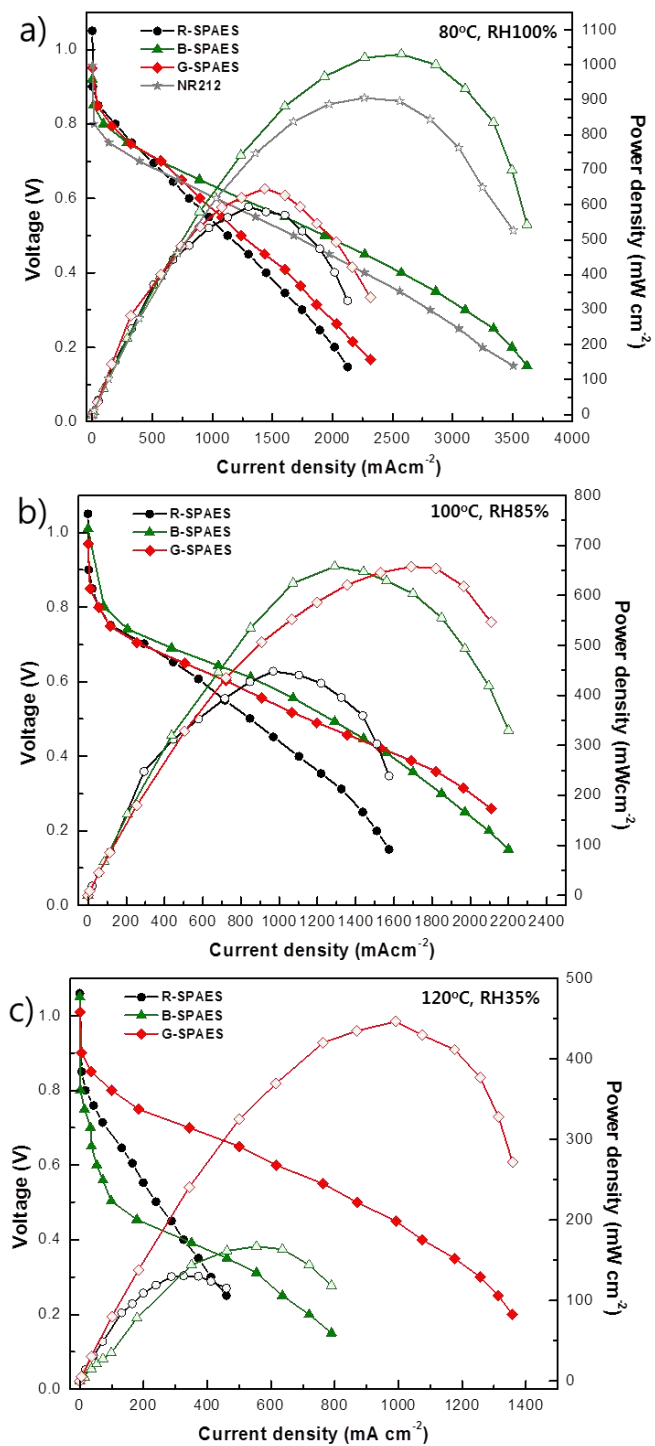 a)
R-SPAES
B-SPAES
G-SPAES
NR212
80°C, RH100%
1.0
0.8
0.6
0.4
0.2
0.0
Voltage (V)
1100
1000
900
800
700
600
500
400
300
200
100
0
Power density (mW cm-2)
0 500 1000 1500 2000 2500 3000 3500 4000
Current density (mAcm-2)
b)
R-SPAES
B-SPAES
G-SPAES
100°C, RH85%
1.0
0.8
0.6
0.4
0.2
0.0
Voltage (V)
800
700
600
500
400
300
200
100
0
Power density (mWcm-2)
0 200 400 600 800 1000 1200 1400 1600 1800 2000 2200 2400
Current density (mAcm-2)
c)
R-SPAES
B-SPAES
G-SPAES
120°C, RH35%
1.0
0.8
0.6
0.4
0.2
0.0
Voltage (V)
500
400
300
200
100
0
Power density (mW cm-2)
0 200 400 600 800 1000 1200 1400
Current density (mA cm-2)